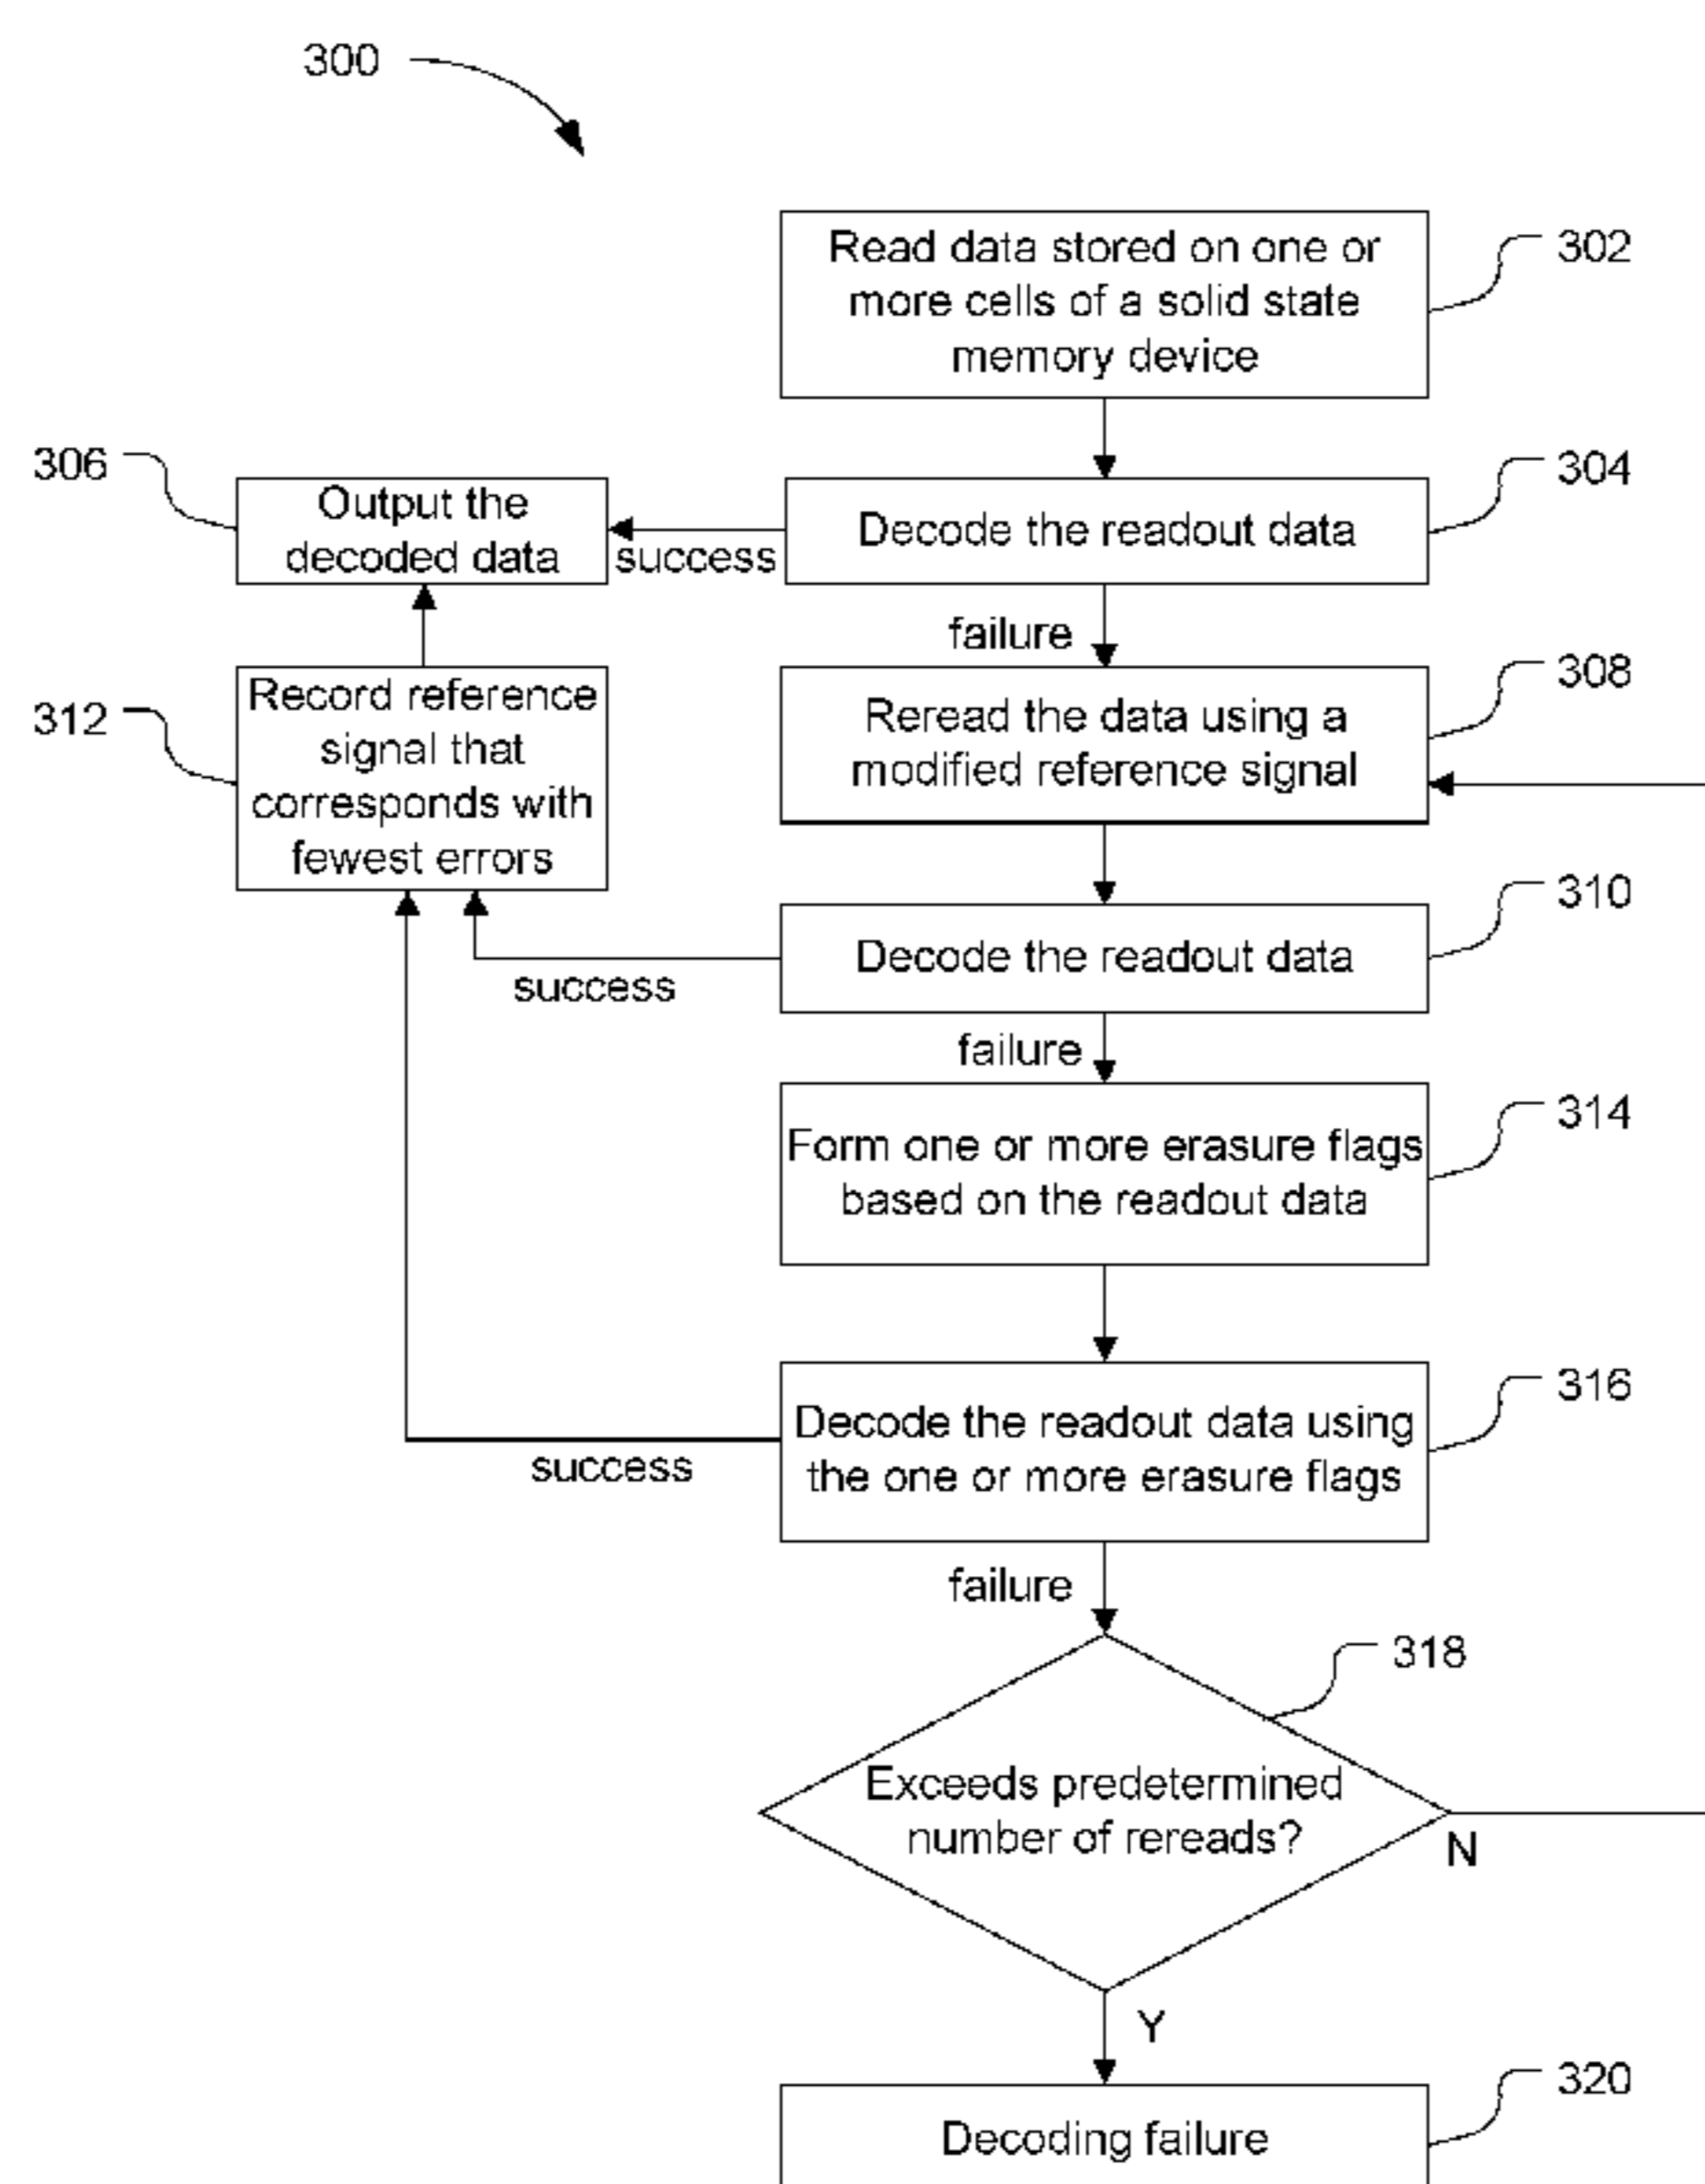 300
Read data stored on one or
more cells of a solid state
memory device
302
306
Output the
decoded data
success
Decode the readout data
304
failure
312
Record reference
signal that
corresponds with
fewest errors
Reread the data using a
modified reference signal
308
Decode the readout data
310
success
failure
Form one or more erasure flags
based on the readout data
314
Decode the readout data using
the one or more erasure flags
316
success
failure
318
Exceeds predetermined
number of rereads?
N
Y
Decoding failure
320